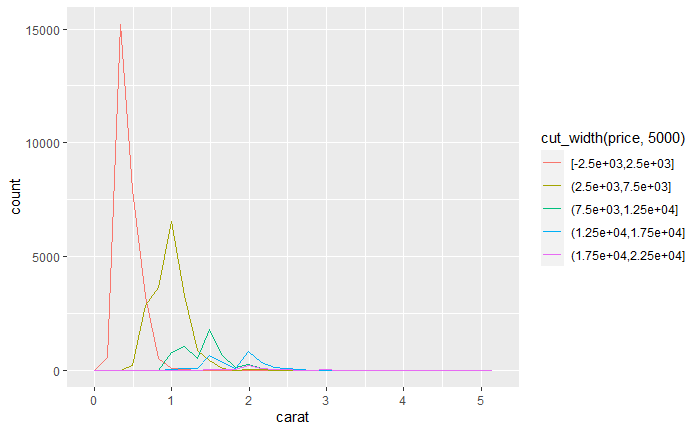 15000
10000
5000
0
count
0
1
2
3
4
5
carat
cut_width(price, 5000)
[-2.5e+03,2.5e+03]
(2.5e+03,7.5e+03]
(7.5e+03,1.25e+04]
(1.25e+04,1.75e+04]
(1.75e+04,2.25e+04]